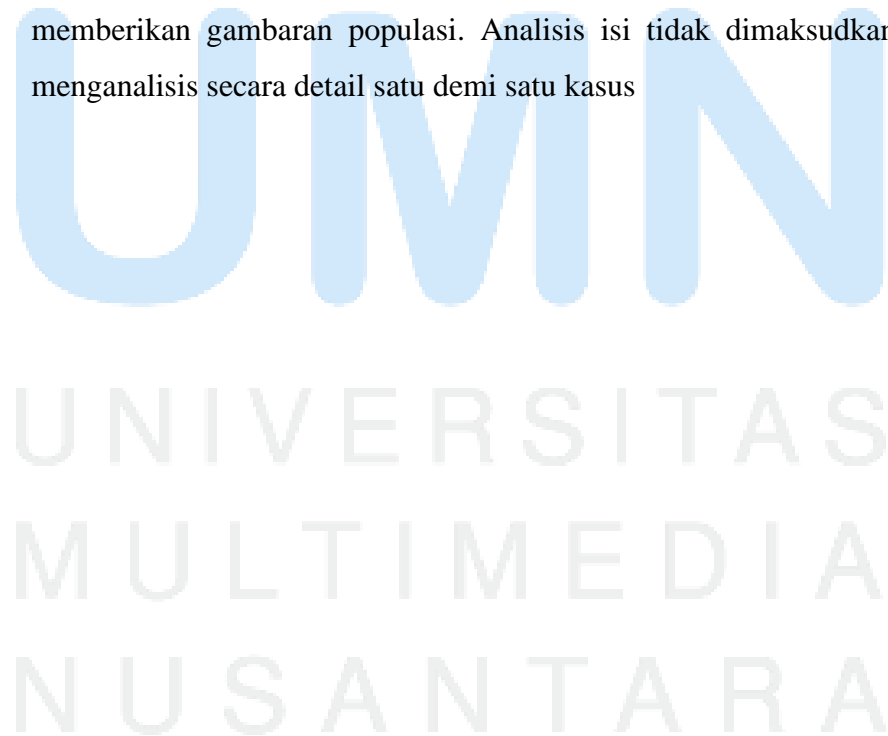 memberikan gambaran populasi. Analisis isi tidak dimaksudkan
menganalisis secara detail satu demi satu kasus
UMN
UNIVERSITAS
MULTIMEDIA
NUSANTARA